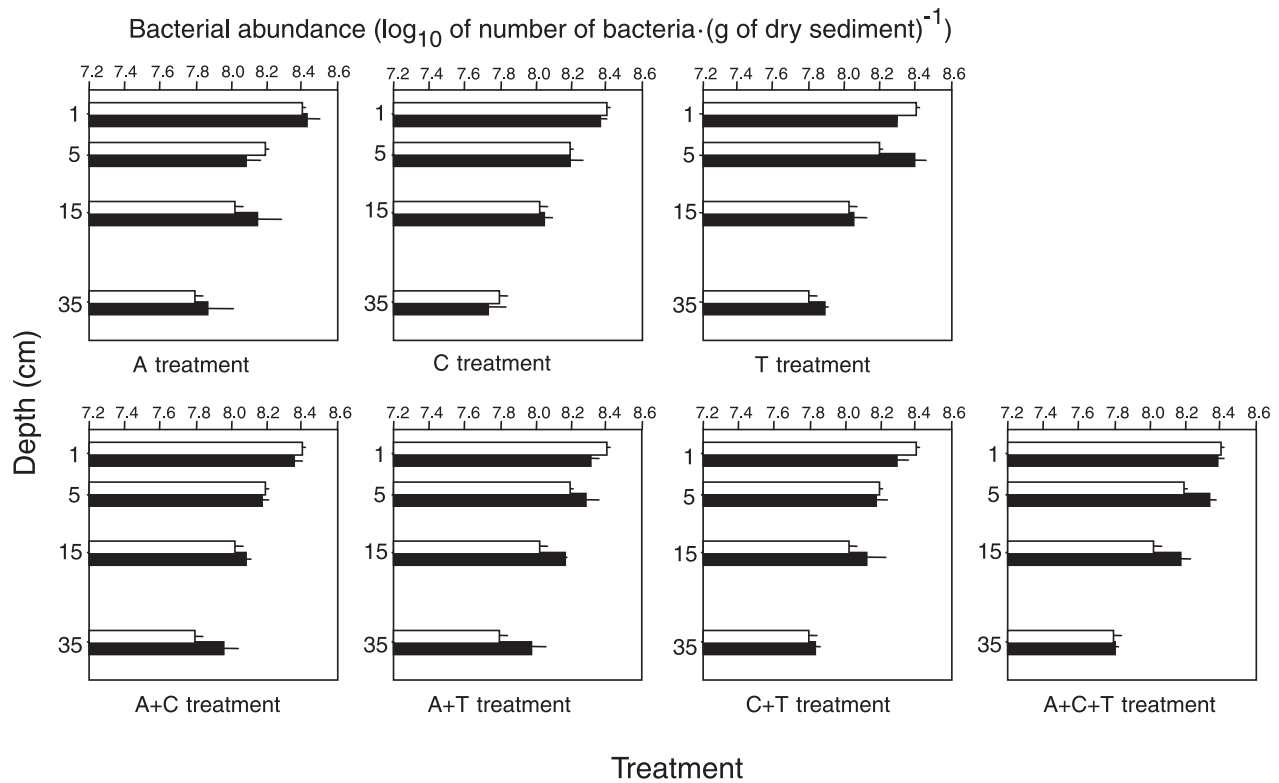 Bacterial abundance (log10 of number of bacteria·(g of dry sediment)-1)
7.2 7.4 7.6 7.8 8.0 8.2 8.4 8.6 7.2 7.4 7.6 7.8 8.0 8.2 8.4 8.6 7.2 7.4 7.6 7.8 8.0 8.2 8.4 8.6
1 1 1
5 5 5
15 15 15
35 35 35
A treatment C treatment T treatment
Depth (cm)
7.2 7.4 7.6 7.8 8.0 8.2 8.4 8.6 7.2 7.4 7.6 7.8 8.0 8.2 8.4 8.6 7.2 7.4 7.6 7.8 8.0 8.2 8.4 8.6 7.2 7.4 7.6 7.8 8.0 8.2 8.4 8.6
1 1 1 1
5 5 5 5
15 15 15 15
35 35 35 35
A+C treatment A+T treatment C+T treatment A+C+T treatment
Treatment